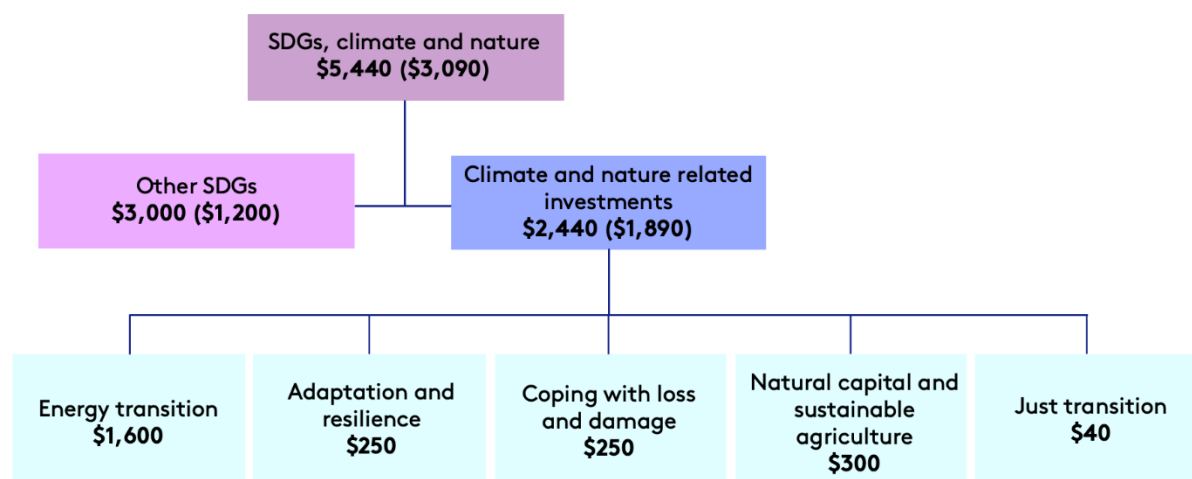 SDGs, climate and nature
$5,440 ($3,090)
Other SDGs
$3,000 ($1,200)
Climate and nature related
investments
$2,440 ($1,890)
Energy transition
$1,600
Adaptation and
resilience
$250
Coping with loss
and damage
$250
Natural capital and
sustainable
agriculture
$300
Just transition
$40